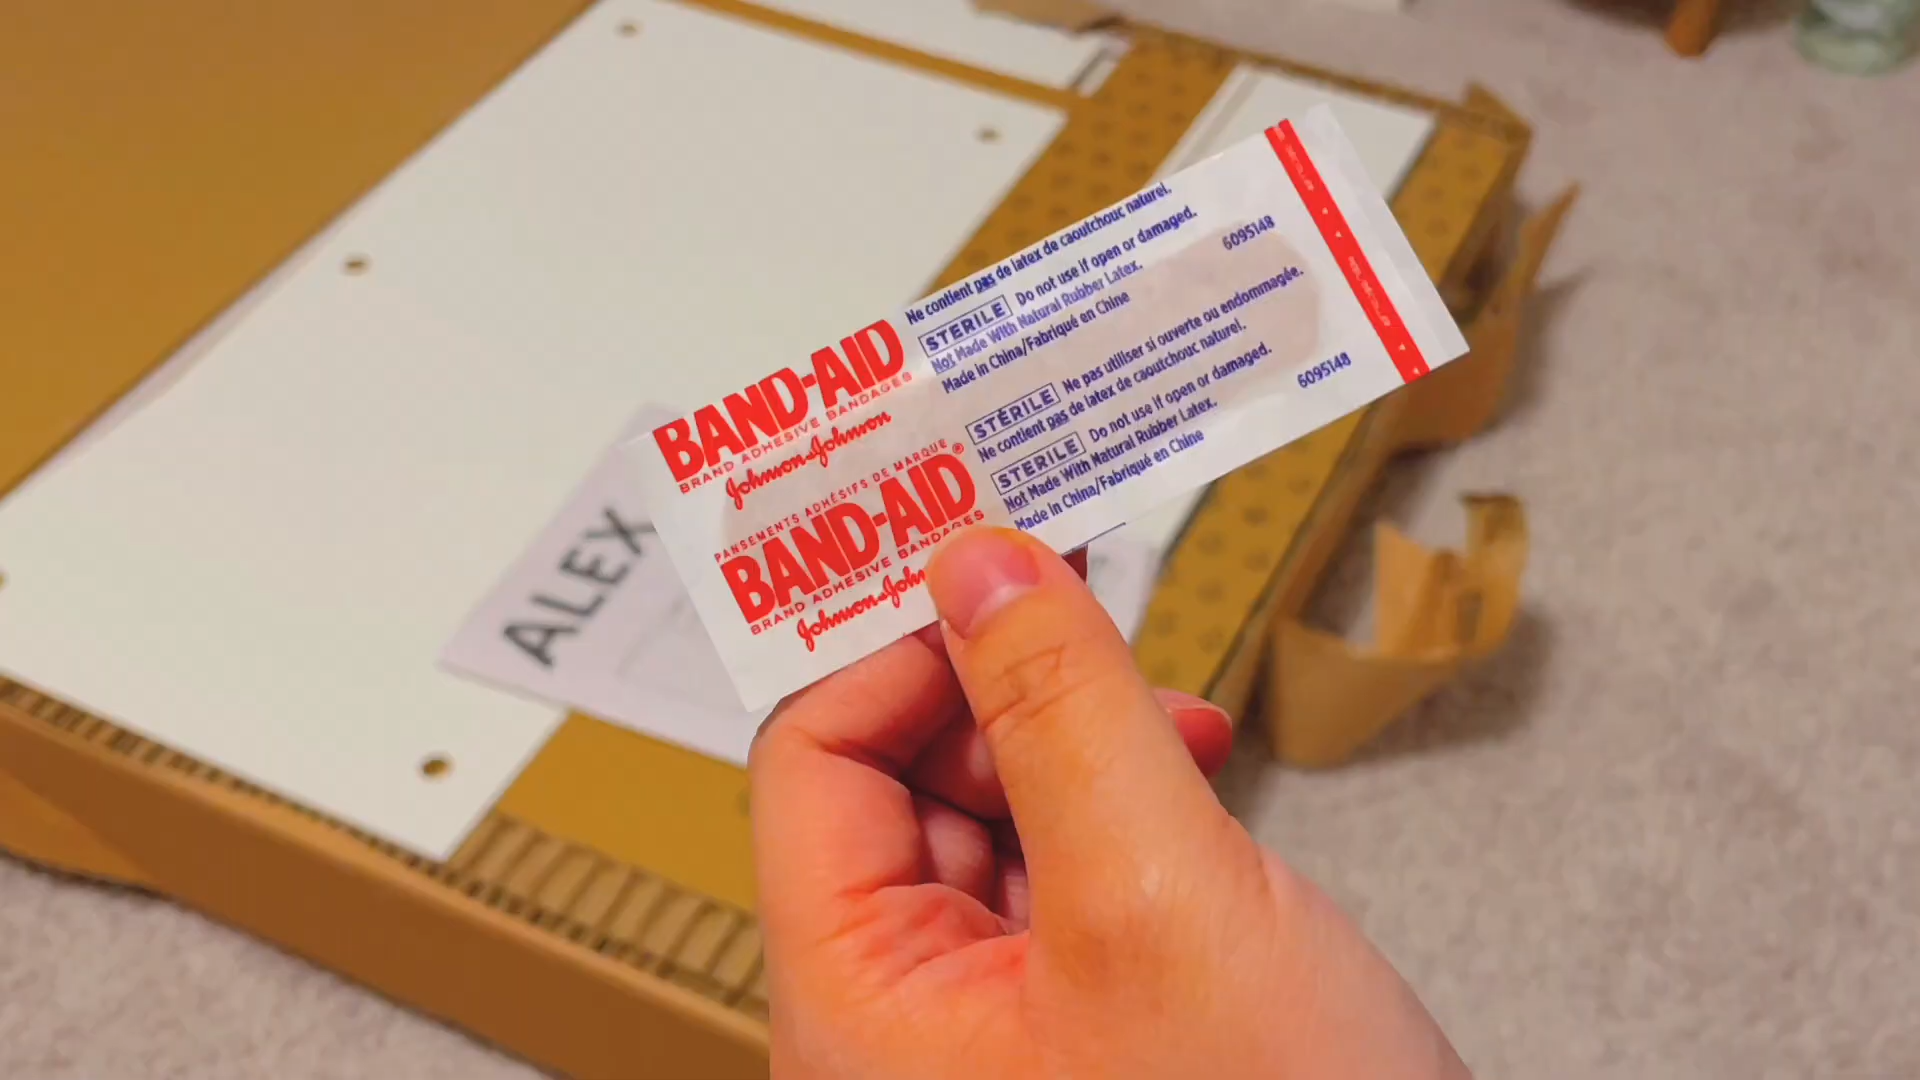 BAND-AID
BRAND ADHESIVE BANDAGES
Johnson & Johnson
Ne contient pas de latex de caoutchouc naturel.
STERILE Do not use if open or damaged.
Not Made With Natural Rubber Latex.
Made in China/Fabriqué en Chine
6095148
PANSEMENTS ADHÉSIFS DE MARQUE
BAND-AID®
BRAND ADHESIVE BANDAGES
Johnson & John
STÉRILE Ne pas utiliser si ouverte ou endommagée.
Ne contient pas de latex de caoutchouc naturel.
STERILE Do not use if open or damaged.
Not Made With Natural Rubber Latex.
Made in China/Fabriqué en Chine
6095148
ALEX